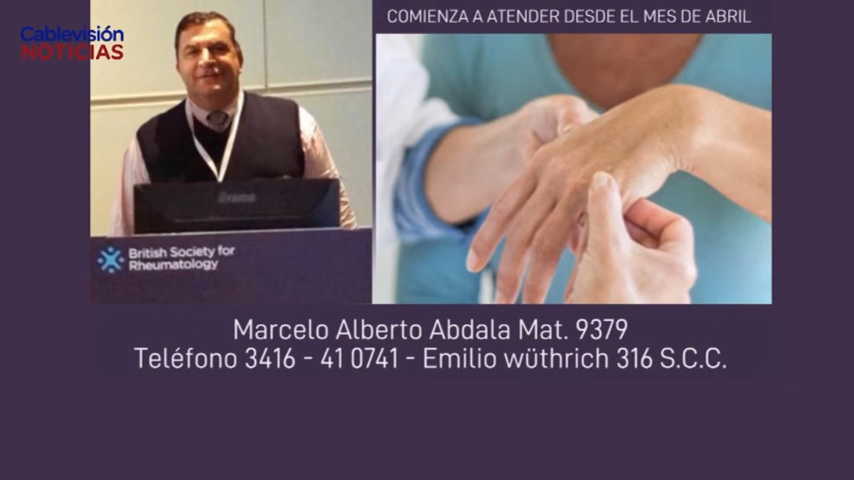 Cablevisión
NOTICIAS
COMIENZA A ATENDER DESDE EL MES DE ABRIL
British Society for
Rheumatology
Marcelo Alberto Abdala Mat. 9379
Teléfono 3416 - 41 0741 - Emilio wüthrich 316 S.C.C.